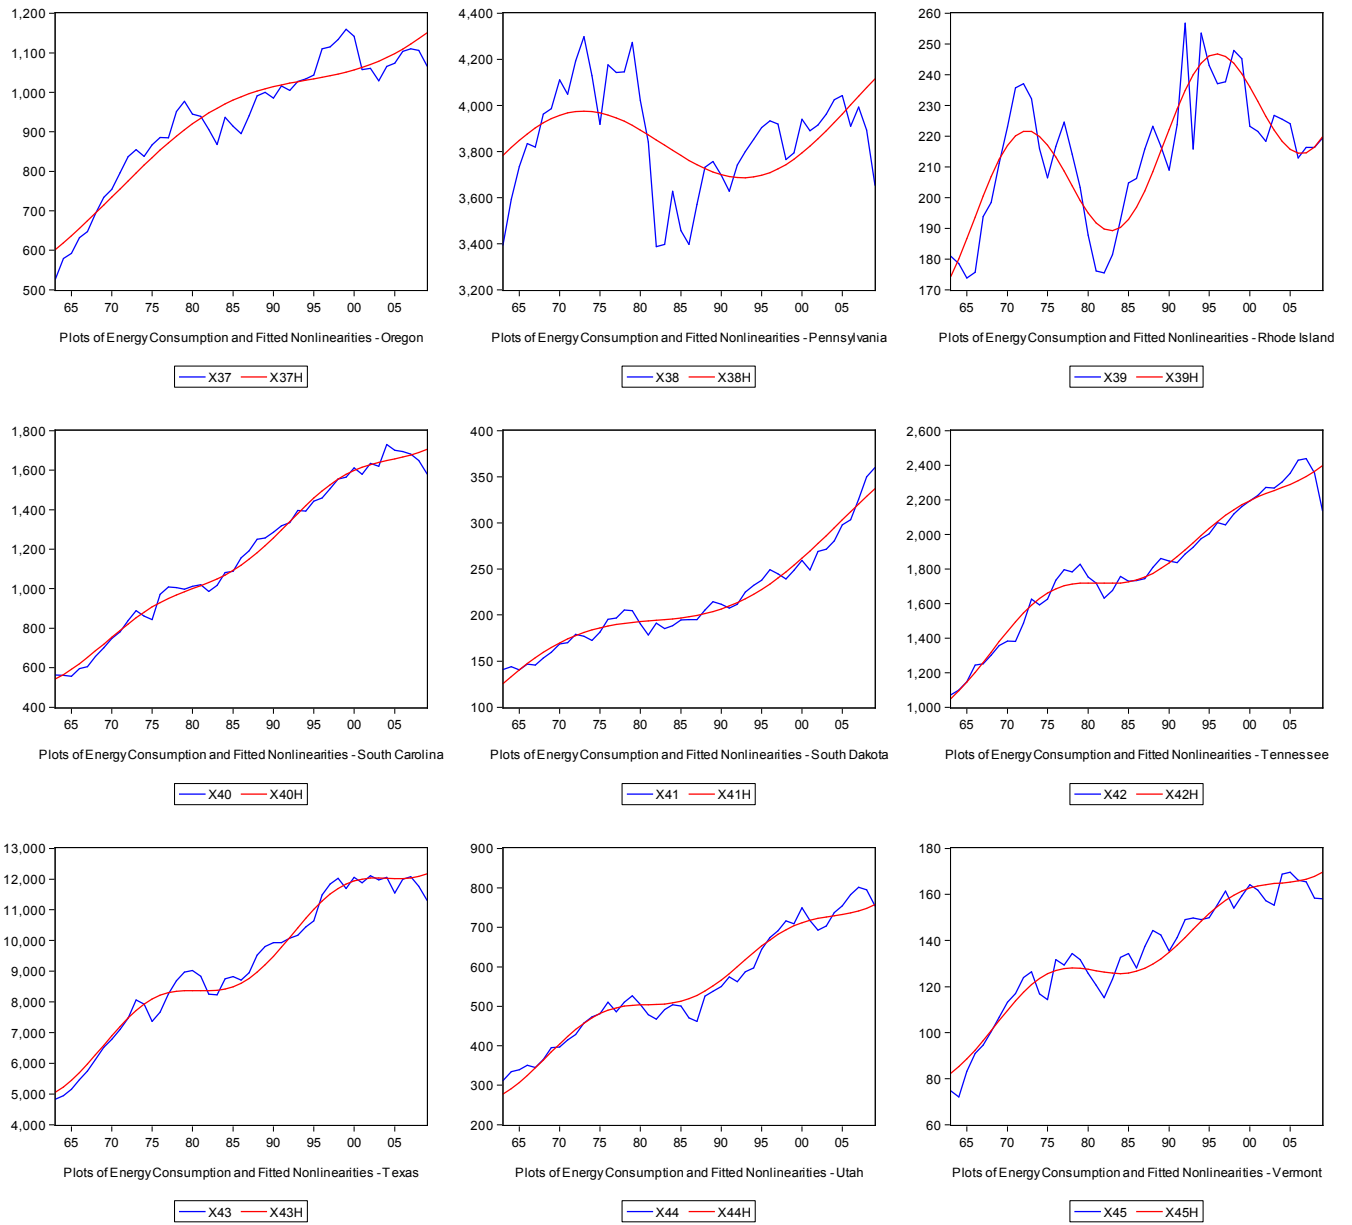 1,200
1,100
1,000
900
800
700
600
500
65 70 75 80 85 90 95 00 05
Plots of Energy Consumption and Fitted Nonlinearities - Oregon
X37 X37H
4,400
4,200
4,000
3,800
3,600
3,400
3,200
65 70 75 80 85 90 95 00 05
Plots of Energy Consumption and Fitted Nonlinearities - Pennsylvania
X38 X38H
260
250
240
230
220
210
200
190
180
170
65 70 75 80 85 90 95 00 05
Plots of Energy Consumption and Fitted Nonlinearities - Rhode Island
X39 X39H
1,800
1,600
1,400
1,200
1,000
800
600
400
65 70 75 80 85 90 95 00 05
Plots of Energy Consumption and Fitted Nonlinearities - South Carolina
X40 X40H
400
350
300
250
200
150
100
65 70 75 80 85 90 95 00 05
Plots of Energy Consumption and Fitted Nonlinearities - South Dakota
X41 X41H
2,600
2,400
2,200
2,000
1,800
1,600
1,400
1,200
1,000
65 70 75 80 85 90 95 00 05
Plots of Energy Consumption and Fitted Nonlinearities - Tennessee
X42 X42H
13,000
12,000
11,000
10,000
9,000
8,000
7,000
6,000
5,000
4,000
65 70 75 80 85 90 95 00 05
Plots of Energy Consumption and Fitted Nonlinearities - Texas
X43 X43H
900
800
700
600
500
400
300
200
65 70 75 80 85 90 95 00 05
Plots of Energy Consumption and Fitted Nonlinearities - Utah
X44 X44H
180
160
140
120
100
80
60
65 70 75 80 85 90 95 00 05
Plots of Energy Consumption and Fitted Nonlinearities - Vermont
X45 X45H